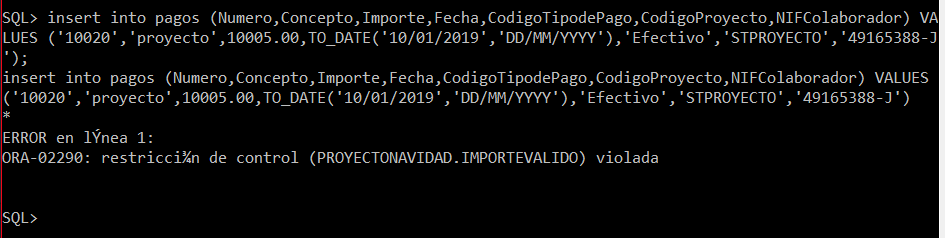 SQL> insert into pagos (Numero,Concepto,Importe,Fecha,CodigoTipodePago,CodigoProyecto,NIFColaborador) VA
LUES ('10020','proyecto',10005.00,TO_DATE('10/01/2019','DD/MM/YYYY'),'Efectivo','STPROYECTO','49165388-J
');
insert into pagos (Numero,Concepto,Importe,Fecha,CodigoTipodePago,CodigoProyecto,NIFColaborador) VALUES
('10020','proyecto',10005.00,TO_DATE('10/01/2019','DD/MM/YYYY'),'Efectivo','STPROYECTO','49165388-J')
*
ERROR en lÝnea 1:
ORA-02290: restricci¾n de control (PROYECTONAVIDAD.IMPORTEVALIDO) violada
SQL>